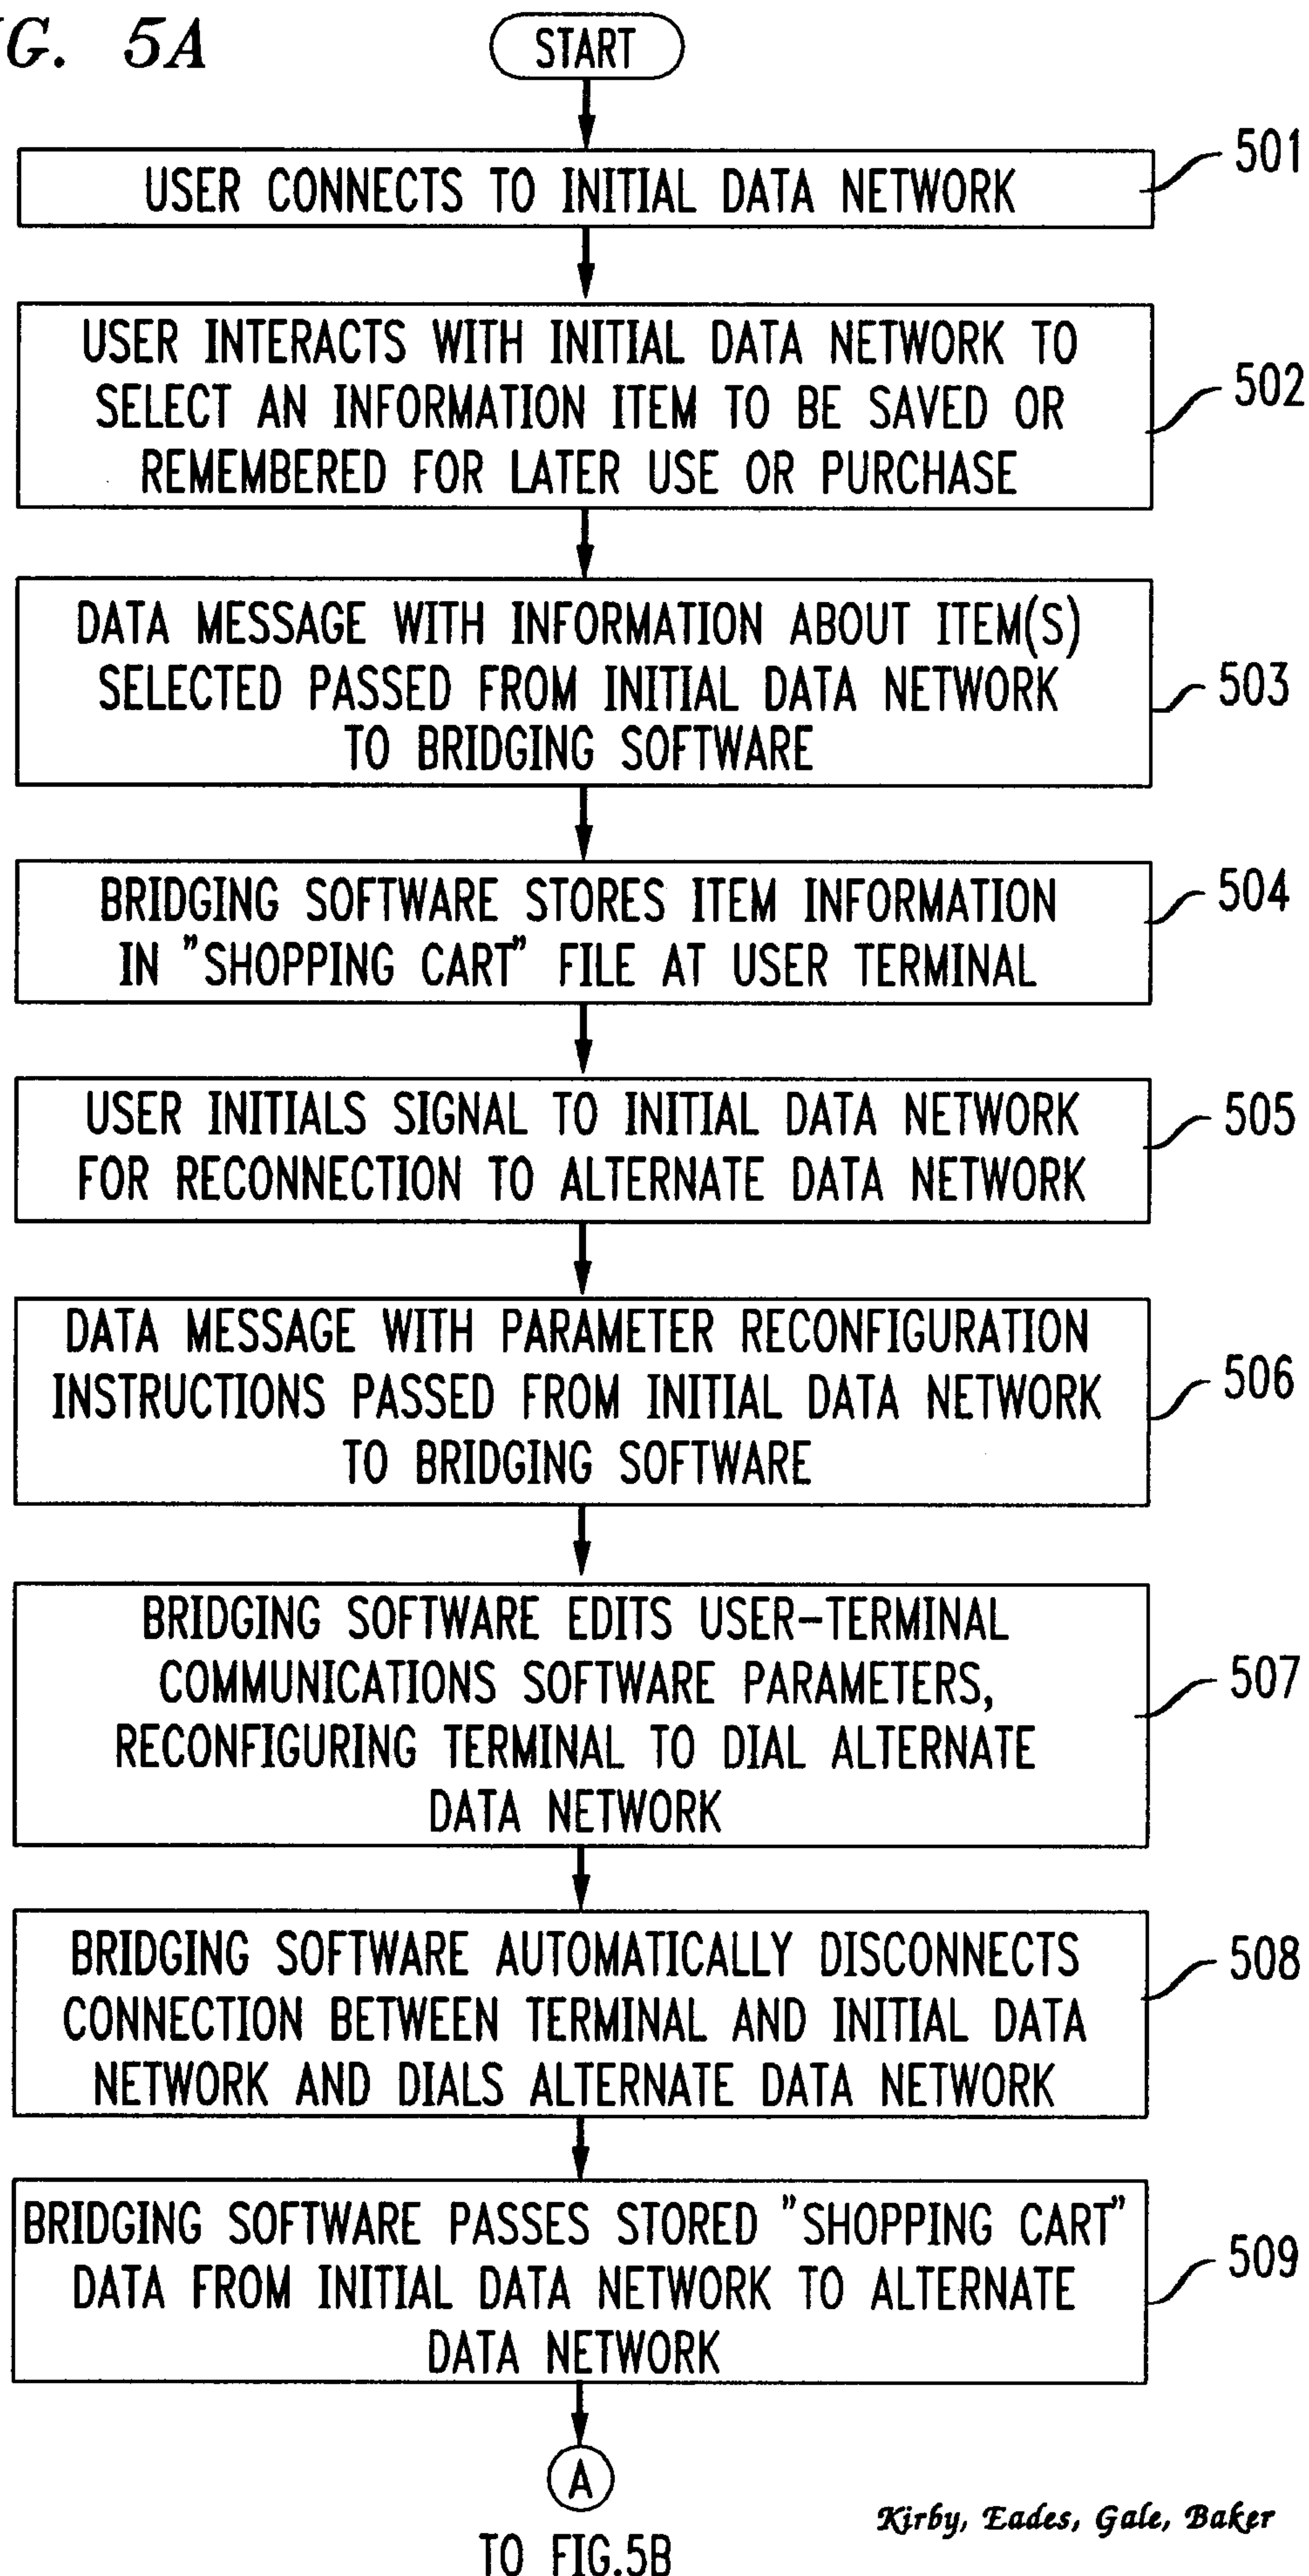 G. 5A
START
501
USER CONNECTS TO INITIAL DATA NETWORK
USER INTERACTS WITH INITIAL DATA NETWORK TO
SELECT AN INFORMATION ITEM TO BE SAVED OR
REMEMBERED FOR LATER USE OR PURCHASE
502
DATA MESSAGE WITH INFORMATION ABOUT ITEM(S)
SELECTED PASSED FROM INITIAL DATA NETWORK
TO BRIDGING SOFTWARE
503
BRIDGING SOFTWARE STORES ITEM INFORMATION
IN "SHOPPING CART" FILE AT USER TERMINAL
504
USER INITIALS SIGNAL TO INITIAL DATA NETWORK
FOR RECONNECTION TO ALTERNATE DATA NETWORK
505
DATA MESSAGE WITH PARAMETER RECONFIGURATION
INSTRUCTIONS PASSED FROM INITIAL DATA NETWORK
TO BRIDGING SOFTWARE
506
BRIDGING SOFTWARE EDITS USER-TERMINAL
COMMUNICATIONS SOFTWARE PARAMETERS,
RECONFIGURING TERMINAL TO DIAL ALTERNATE
DATA NETWORK
507
BRIDGING SOFTWARE AUTOMATICALLY DISCONNECTS
CONNECTION BETWEEN TERMINAL AND INITIAL DATA
NETWORK AND DIALS ALTERNATE DATA NETWORK
508
BRIDGING SOFTWARE PASSES STORED "SHOPPING CART"
DATA FROM INITIAL DATA NETWORK TO ALTERNATE
DATA NETWORK
509
A
TO FIG.5B
Kirby, Eades, Gale, Baker